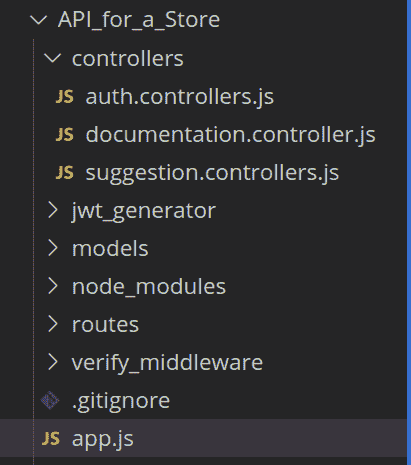 API_for_a_Store
controllers
JS auth.controllers.js
JS documentation.controller.js
JS suggestion.controllers.js
jwt_generator
models
node_modules
routes
verify_middleware
.gitignore
JS app.js